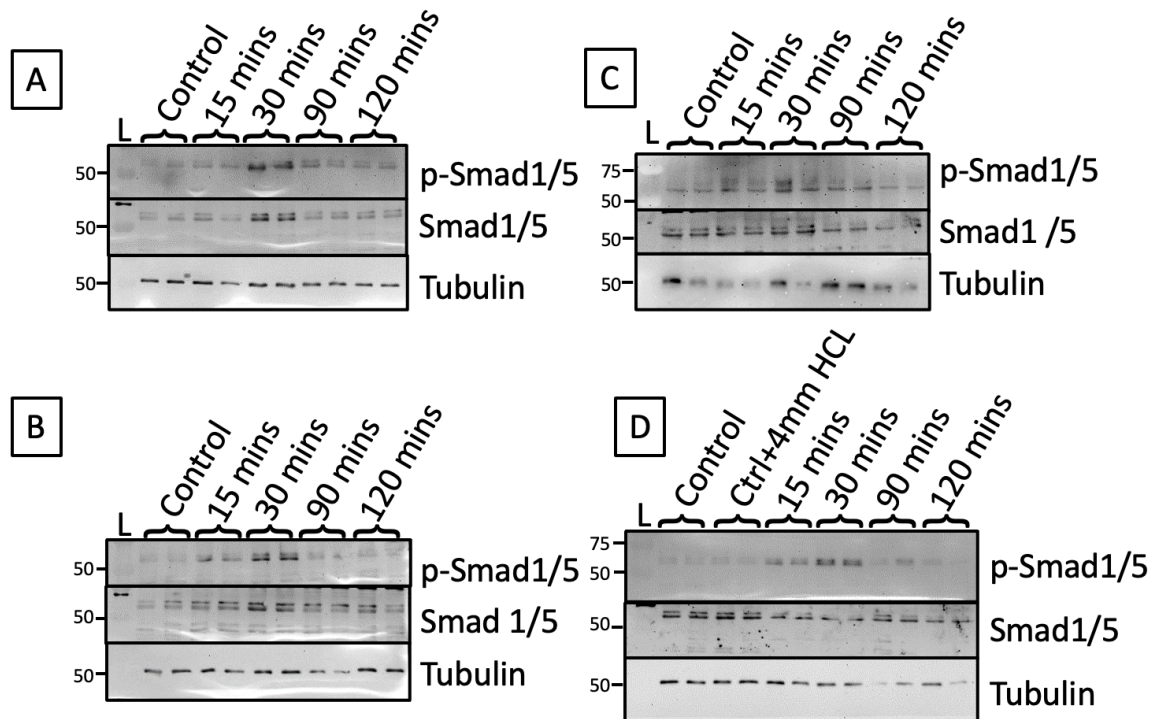 A
L
Control
15 mins
30 mins
90 mins
120 mins
50
p-Smad1/5
50
Smad1/5
50
Tubulin
C
L
Control
15 mins
30 mins
90 mins
120 mins
75
50
p-Smad1/5
50
Smad1 /5
50
Tubulin
B
L
Control
15 mins
30 mins
90 mins
120 mins
50
p-Smad1/5
50
Smad 1/5
50
Tubulin
D
L
Control
Ctrl+4mm HCL
15 mins
30 mins
90 mins
120 mins
75
50
p-Smad1/5
50
Smad1/5
50
Tubulin